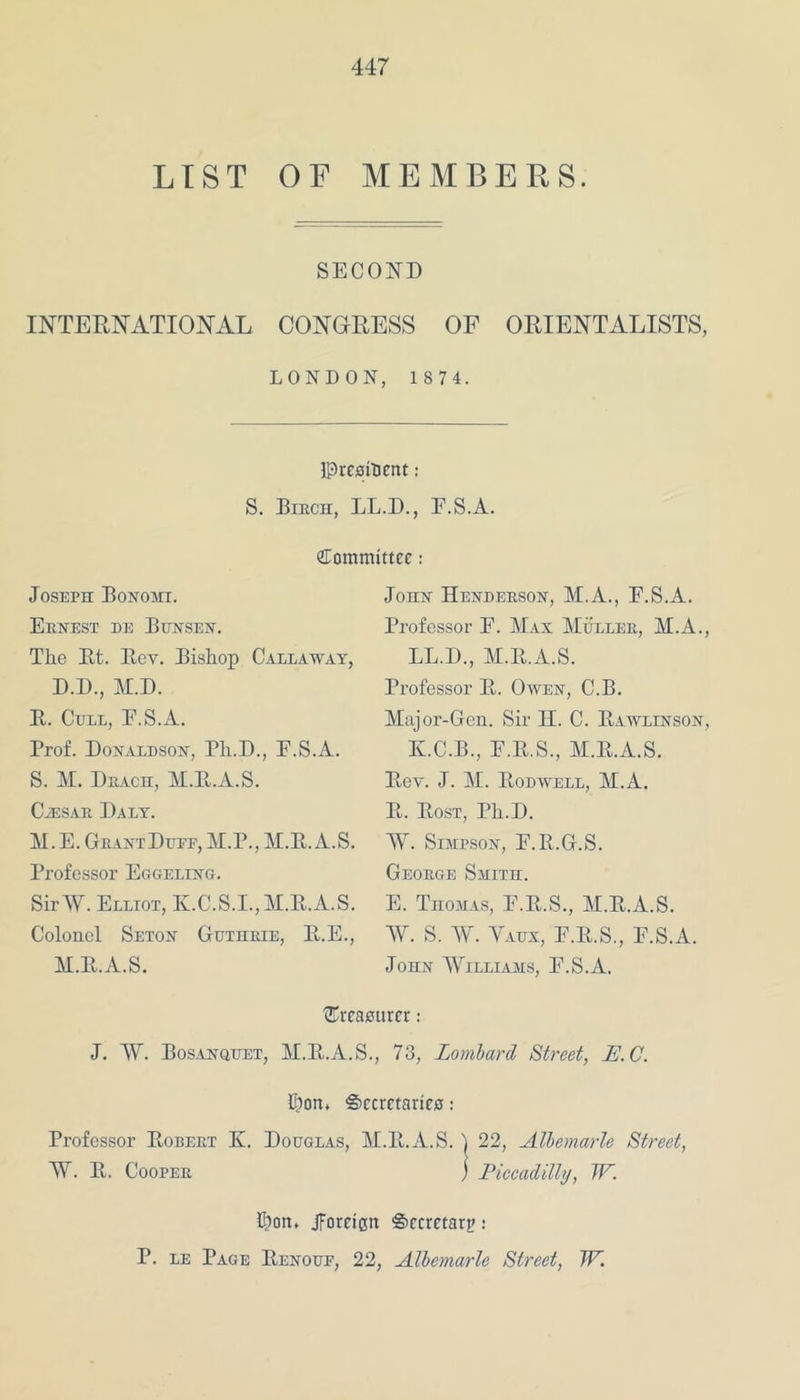 447
LIST OF MEMBERS.
SECOND
INTERNATIONAL CONGRESS OF ORIENTALISTS,
LONDON, 1874.
President:
S. Birch, LL.D., F.S.A.
Committee:
Joseph Bonomi.
Ernest de Bunsen.
The Rt. Rev. Bishop Callaway,
D.D., M.D.
R. Cull, F.S.A.
Prof. Donaldson, Ph.D., F.S.A.
S. M. Drach, M.R.A.S.
Cæsar Daly.
M. E. Grant Duff, M.P., M.R.A.S.
Professor Eggeling.
Sir W. Elliot, K.C.S.I., M.R.A.S.
Colonel Seton Guthrie, R.E.,
M.R.A.S.
John Henderson, M.A., F.S.A.
Professor F. Max Müller, M.A.,
LL.D., M.R.A.S.
Professor R. Owen, C.B.
Major-Gen. Sir H. C. Rawlinson,
K.C.B., F.R.S., M.R.A.S.
Rev. J. M. Rodwell, M.A.
R. Rost, Ph.D.
W. Simpson, F.R.G.S.
George Smith.
E. Thomas, F.R.S., M.R.A.S.
W. S. W. Vaux, F.R.S., F.S.A.
John Williams, F.S.A.
Treasurer:
J. W. Bosanquet, M.R.A.S., 73, Lombard Street, E.C.
Hon. Secretaries:
Professor Robert K. Douglas, M.R.A.S. } 22, Albemarle Street,
W. R. Cooper } Piccadilly, W.
Hon. Foreign Secretary:
P. le Page Renouf, 22, Albemarle Street, W.